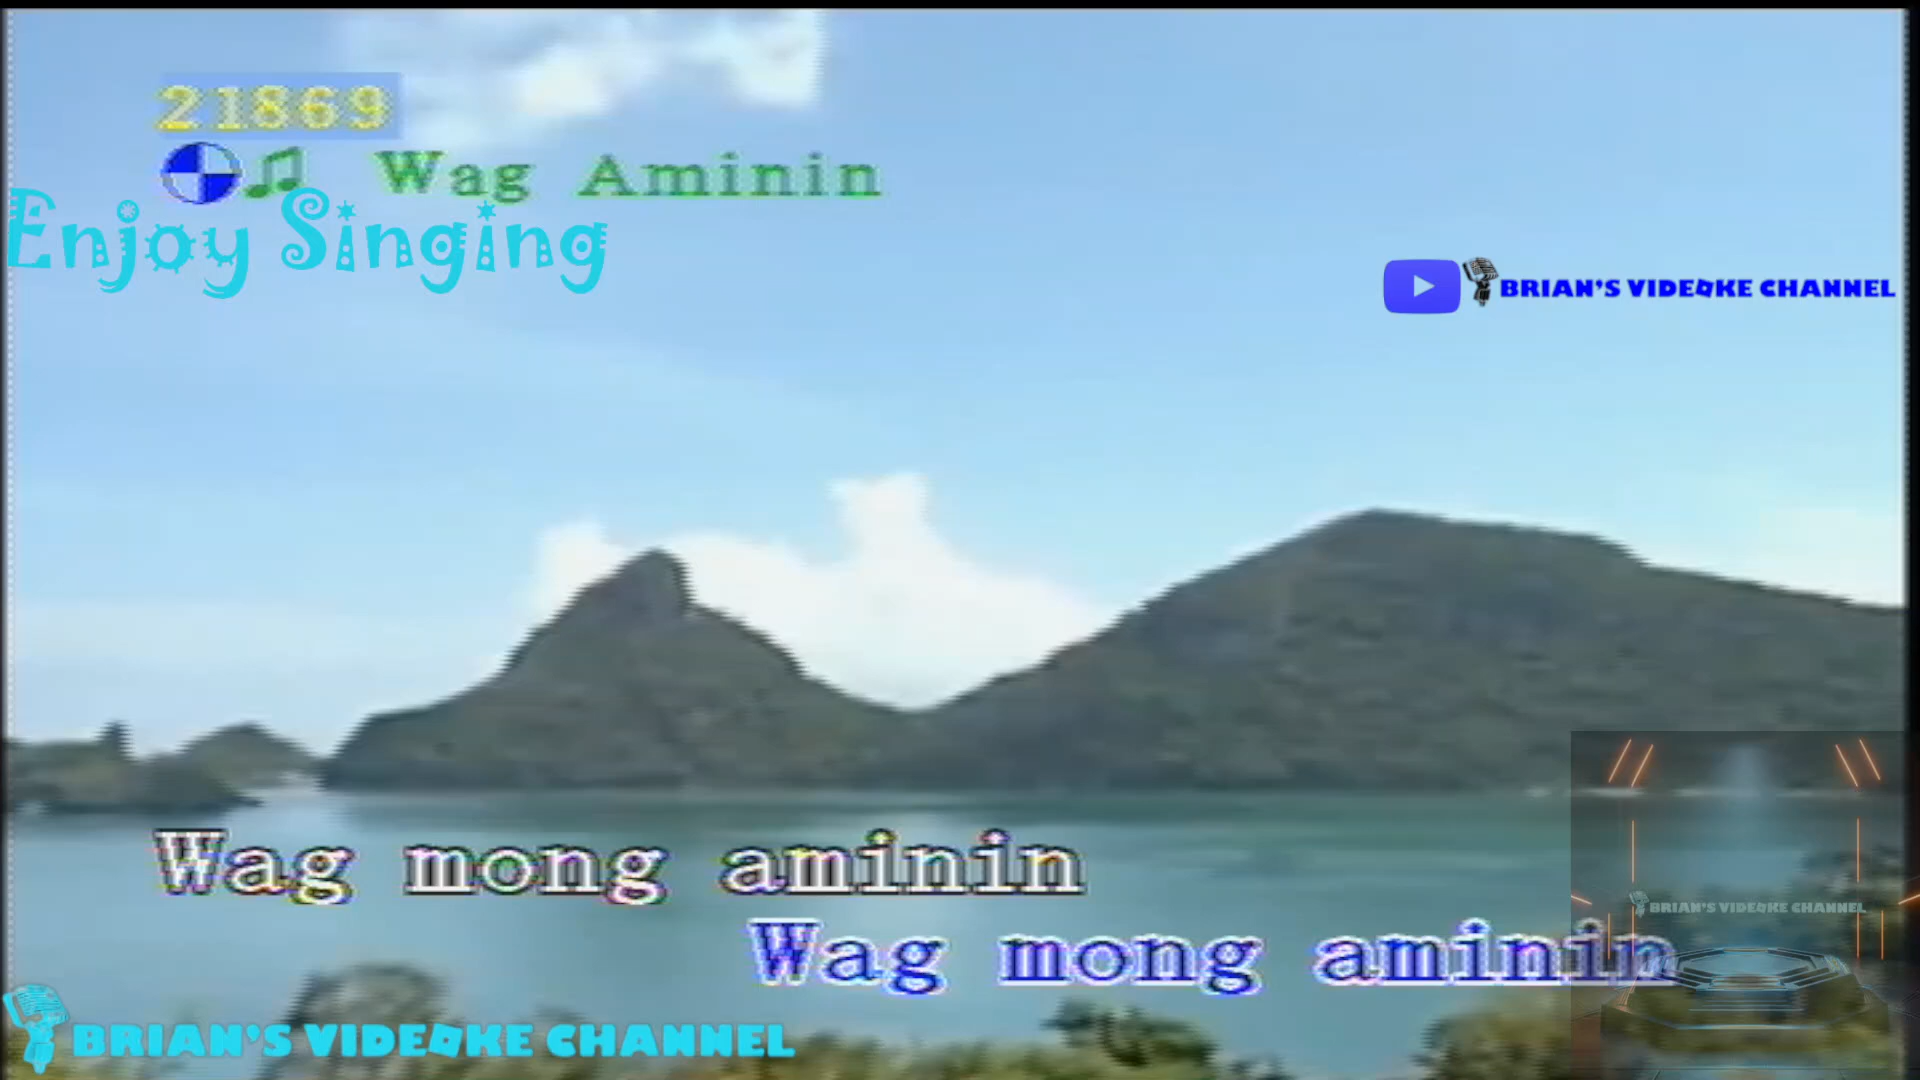 21869
Wag Aminin
Enjoy Singing
BRIAN'S VIDEOKE CHANNEL
Wag mong aminin
BRIAN'S VIDEOKE CHANNEL
Wag mong aminin
BRIAN'S VIDEOKE CHANNEL